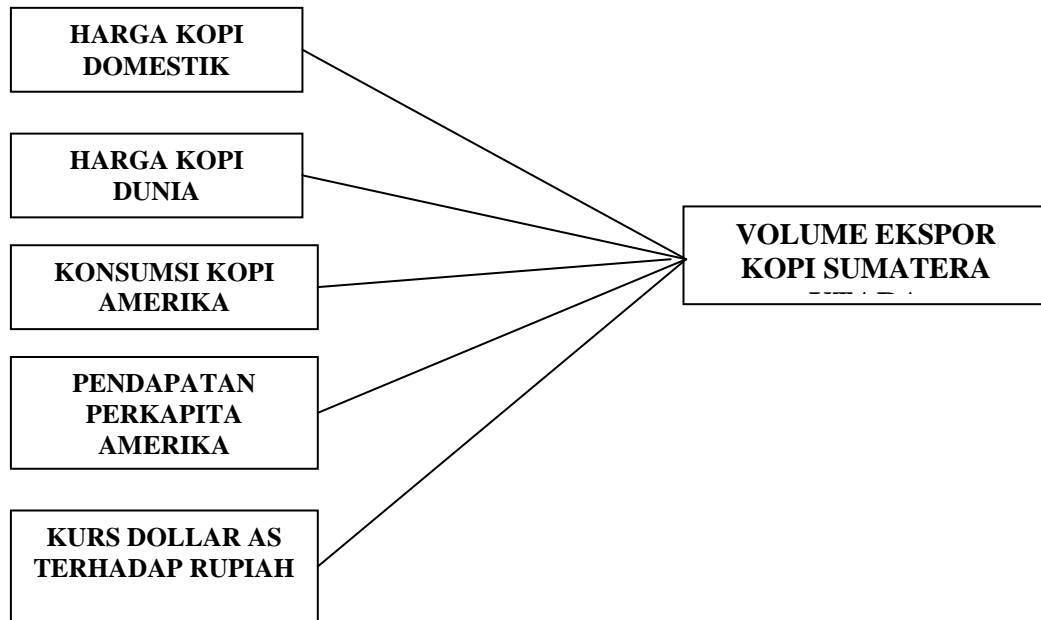 HARGA KOPI
DOMESTIK
HARGA KOPI
DUNIA
KONSUMSI KOPI
AMERIKA
PENDAPATAN
PERKAPITA
AMERIKA
KURS DOLLAR AS
TERHADAP RUPIAH
VOLUME EKSPOR
KOPI SUMATERA